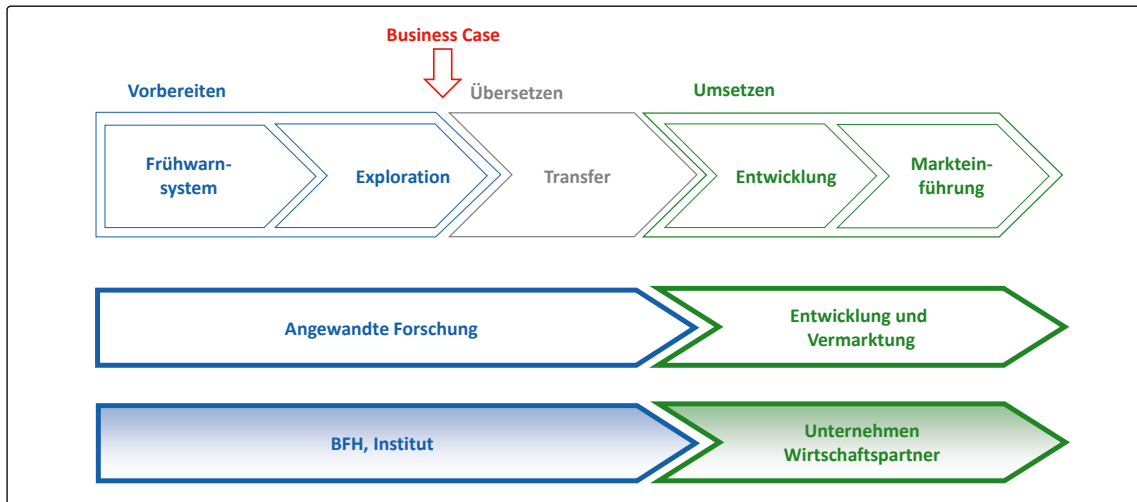 Business Case
Vorbereiten
Übersetzen
Umsetzen
Frühwarn-
system
Exploration
Transfer
Entwicklung
Marktein-
führung
Angewandte Forschung
Entwicklung und
Vermarktung
BFH, Institut
Unternehmen
Wirtschaftspartner